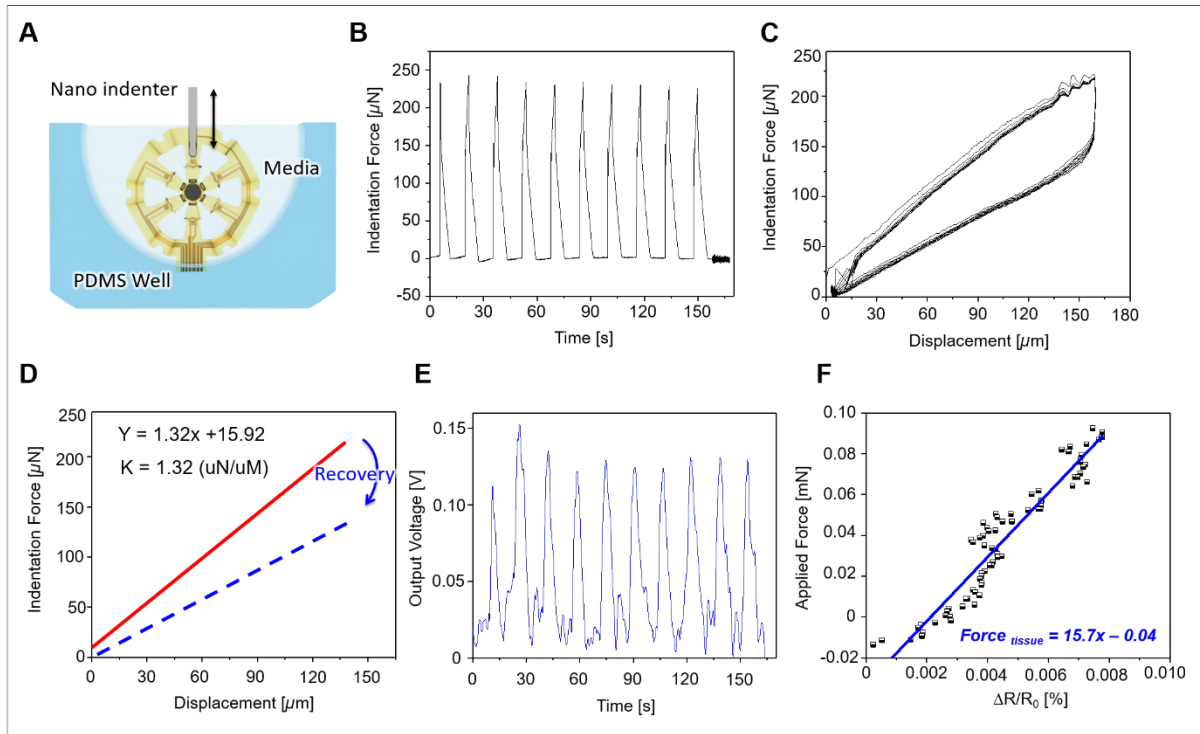 A
Nano indenter
Media
PDMS Well
B
Indentation Force [µN]
250
200
150
100
50
0
-50
0 30 60 90 120 150
Time [s]
C
Indentation Force [µN]
250
200
150
100
50
0
0 30 60 90 120 150 180
Displacement [µm]
D
Indentation Force [µN]
250
200
150
100
50
0
Y = 1.32x +15.92
K = 1.32 (uN/uM)
Recovery
0 30 60 90 120 150
Displacement [µm]
E
Output Voltage [V]
0.15
0.10
0.05
0
0 30 60 90 120 150
Time [s]
F
Applied Force [mN]
0.10
0.08
0.06
0.04
0.02
0
-0.02
Force tissue = 15.7x – 0.04
0 0.002 0.004 0.006 0.008 0.010
ΔR/R0 [%]